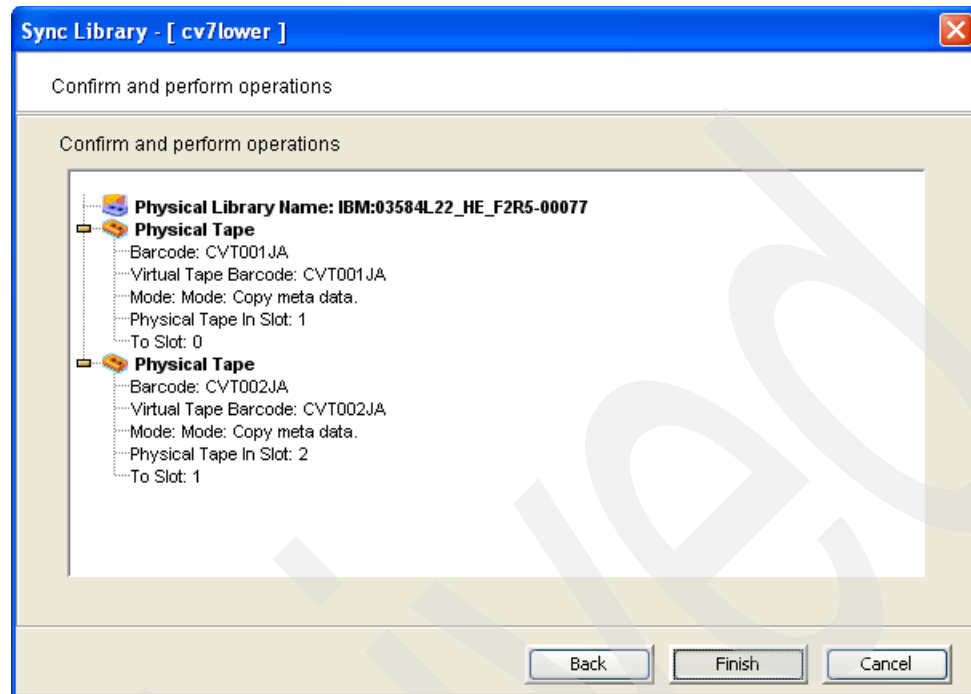 Sync Library - [ cv7lower ]
Confirm and perform operations
Confirm and perform operations
Physical Library Name: IBM:03584L22_HE_F2R5-00077
Physical Tape
Barcode: CVT001JA
Virtual Tape Barcode: CVT001JA
Mode: Mode: Copy meta data.
Physical Tape In Slot: 1
To Slot: 0
Physical Tape
Barcode: CVT002JA
Virtual Tape Barcode: CVT002JA
Mode: Mode: Copy meta data.
Physical Tape In Slot: 2
To Slot: 1
Back Finish Cancel